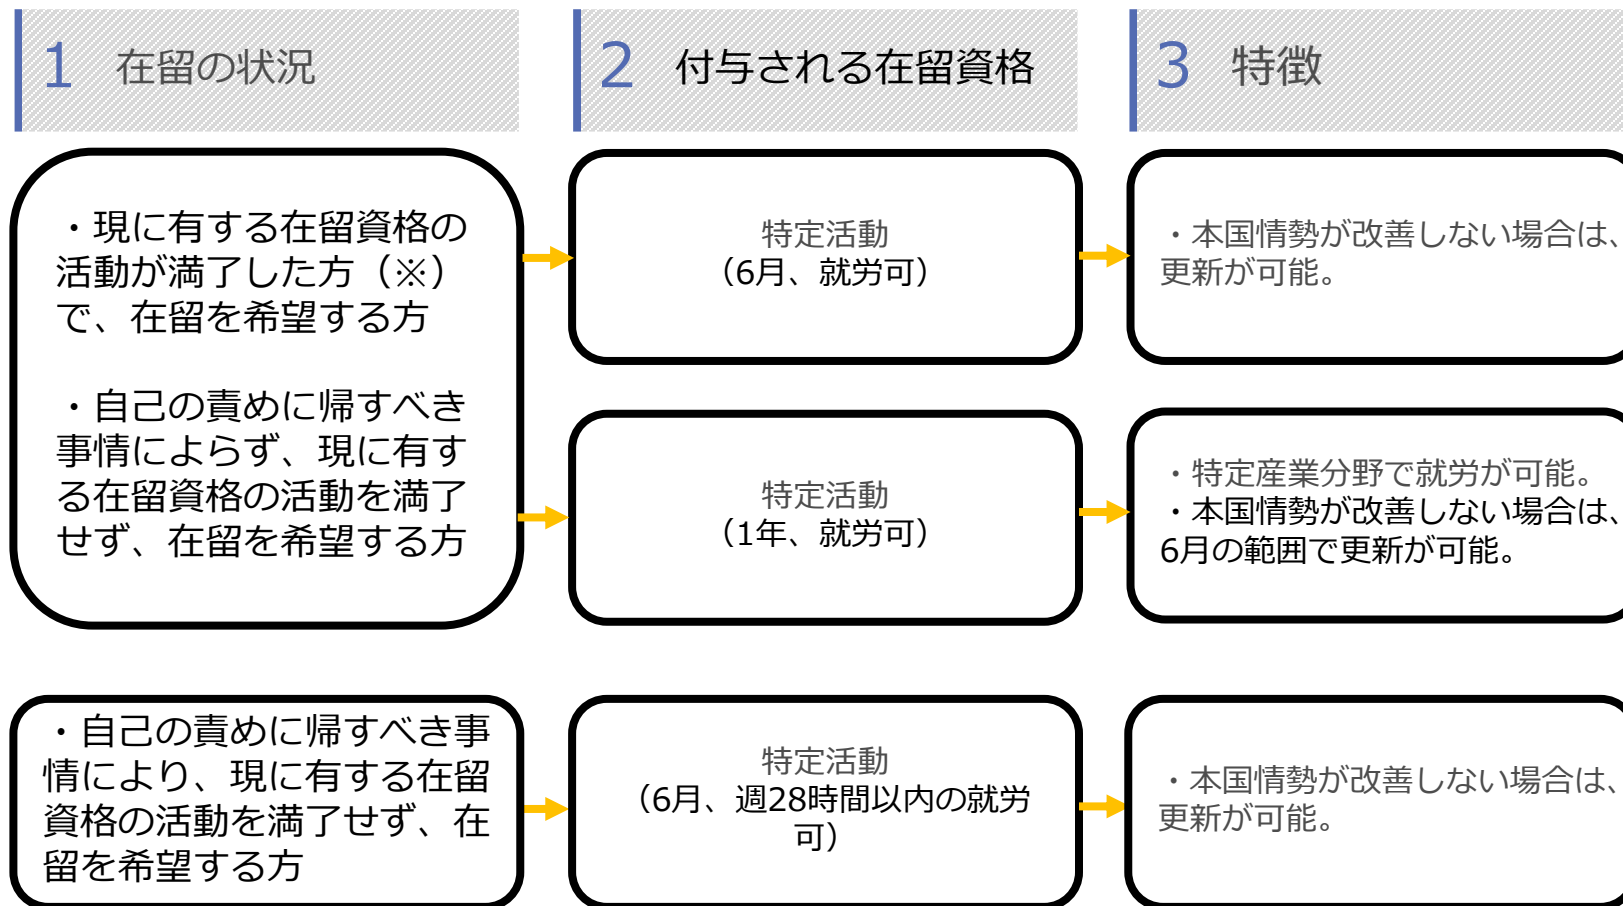 1 在留の状況
2 付与される在留資格
3 特徴
・現に有する在留資格の
活動が満了した方（※）
で、在留を希望する方
・自己の責めに帰すべき
事情によらず、現に有す
る在留資格の活動を満了
せず、在留を希望する方
特定活動
（6月、就労可）
・本国情勢が改善しない場合は、
更新が可能。
特定活動
（1年、就労可）
・特定産業分野で就労が可能。
・本国情勢が改善しない場合は、
6月の範囲で更新が可能。
・自己の責めに帰すべき事
情により、現に有する在留
資格の活動を満了せず、在
留を希望する方
特定活動
（6月、週28時間以内の就労
可）
・本国情勢が改善しない場合は、
更新が可能。